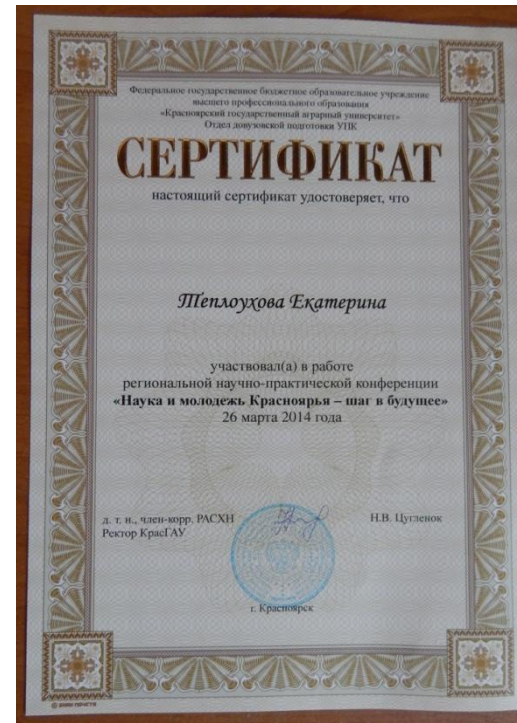 Федеральное государственное бюджетное образовательное учреждение
высшего профессионального образования
«Красноярский государственный аграрный университет»
Отдел довузовской подготовки УПК
СЕРТИФИКАТ
настоящий сертификат удостоверяет, что
Теплоухова Екатерина
участвовал(а) в работе
региональной научно-практической конференции
«Наука и молодежь Красноярья – шаг в будущее»
26 марта 2014 года
д. т. н., член-корр. РАСХН Н.В. Цугленок
Ректор КрасГАУ
г. Красноярск